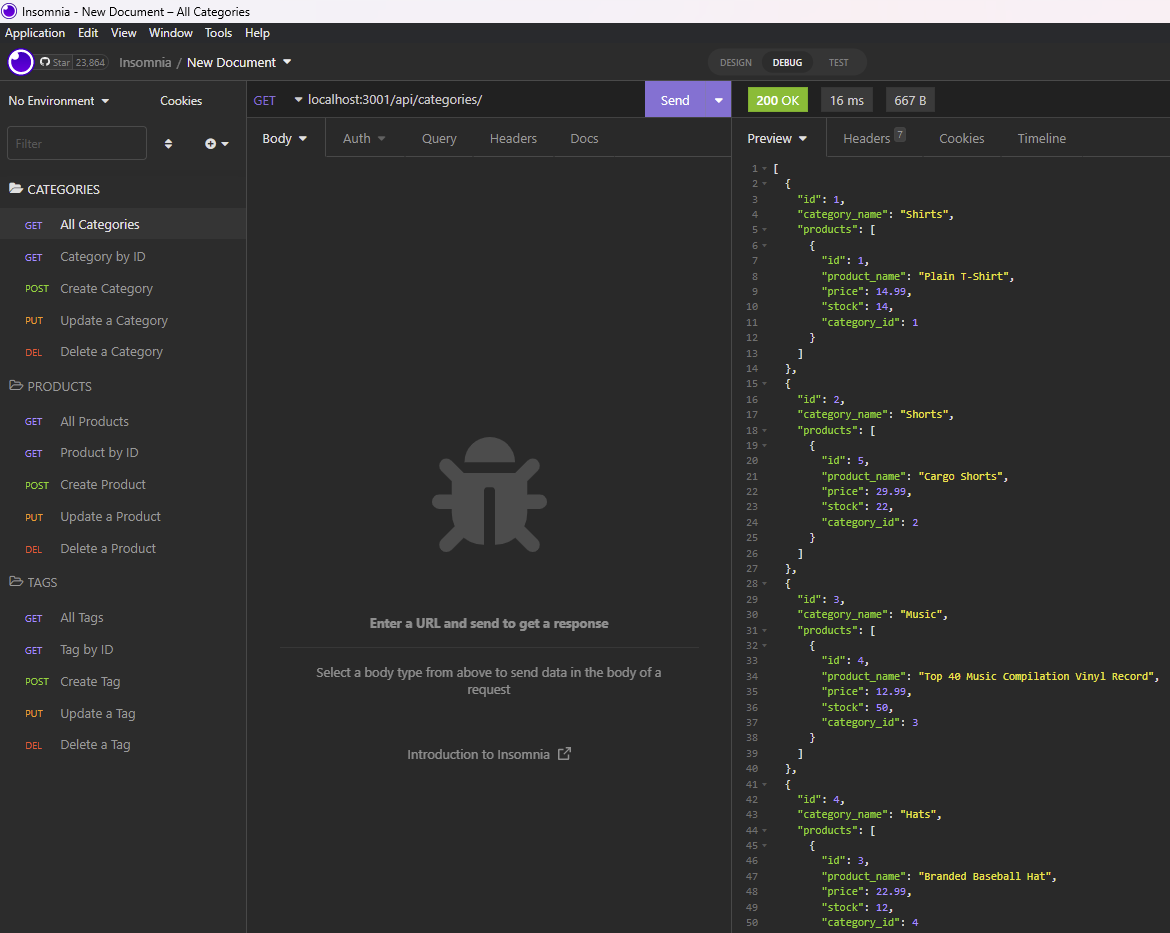 Insomnia - New Document – All Categories
Application Edit View Window Tools Help
Star 23,864 Insomnia / New Document DESIGN DEBUG TEST
No Environment Cookies
Filter
CATEGORIES
GET All Categories
GET Category by ID
POST Create Category
PUT Update a Category
DEL Delete a Category
PRODUCTS
GET All Products
GET Product by ID
POST Create Product
PUT Update a Product
DEL Delete a Product
TAGS
GET All Tags
GET Tag by ID
POST Create Tag
PUT Update a Tag
DEL Delete a Tag
GET localhost:3001/api/categories/ Send
Body Auth Query Headers Docs
Enter a URL and send to get a response
Select a body type from above to send data in the body of a
request
Introduction to Insomnia
200 OK 16 ms 667 B
Preview Headers 7 Cookies Timeline
1 [
2 {
3 "id": 1,
4 "category_name": "Shirts",
5 "products": [
6 {
7 "id": 1,
8 "product_name": "Plain T-Shirt",
9 "price": 14.99,
10 "stock": 14,
11 "category_id": 1
12 }
13 ]
14 },
15 {
16 "id": 2,
17 "category_name": "Shorts",
18 "products": [
19 {
20 "id": 5,
21 "product_name": "Cargo Shorts",
22 "price": 29.99,
23 "stock": 22,
24 "category_id": 2
25 }
26 ]
27 },
28 {
29 "id": 3,
30 "category_name": "Music",
31 "products": [
32 {
33 "id": 4,
34 "product_name": "Top 40 Music Compilation Vinyl Record",
35 "price": 12.99,
36 "stock": 50,
37 "category_id": 3
38 }
39 ]
40 },
41 {
42 "id": 4,
43 "category_name": "Hats",
44 "products": [
45 {
46 "id": 3,
47 "product_name": "Branded Baseball Hat",
48 "price": 22.99,
49 "stock": 12,
50 "category_id": 4